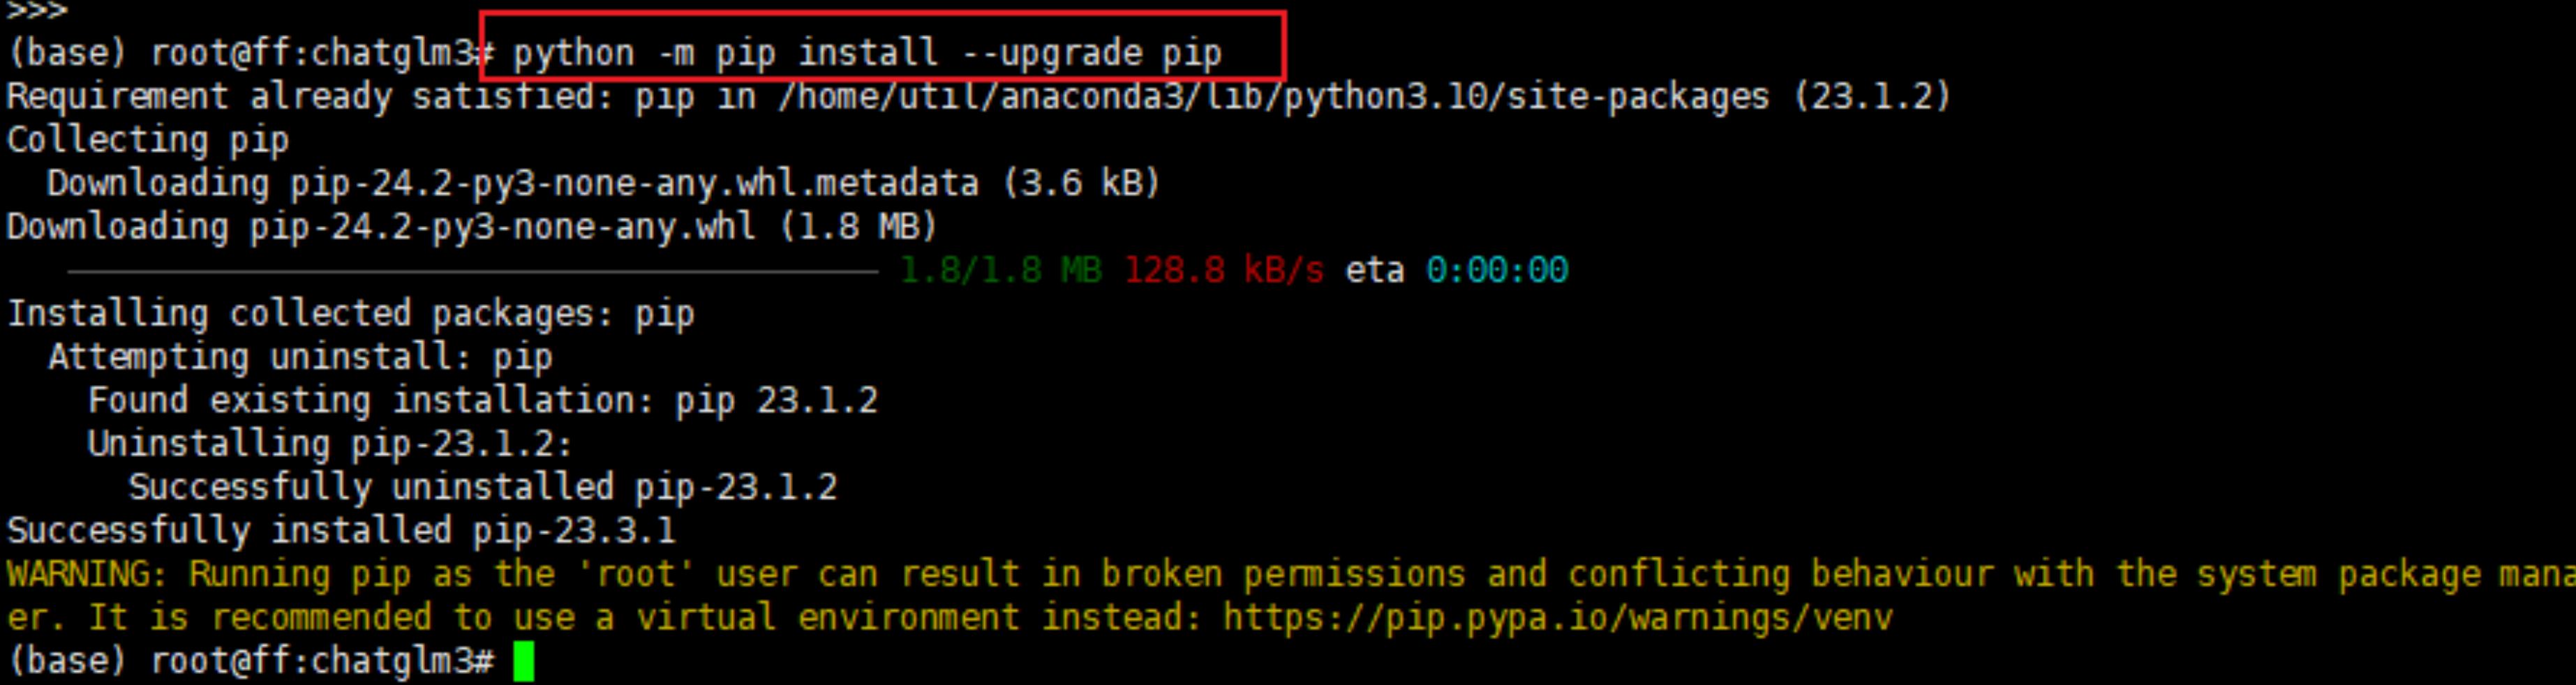 >>>
(base) root@ff:chatglm3# python -m pip install --upgrade pip
Requirement already satisfied: pip in /home/util/anaconda3/lib/python3.10/site-packages (23.1.2)
Collecting pip
  Downloading pip-24.2-py3-none-any.whl.metadata (3.6 kB)
Downloading pip-24.2-py3-none-any.whl (1.8 MB)
1.8/1.8 MB 128.8 kB/s eta 0:00:00
Installing collected packages: pip
  Attempting uninstall: pip
    Found existing installation: pip 23.1.2
    Uninstalling pip-23.1.2:
      Successfully uninstalled pip-23.1.2
Successfully installed pip-23.3.1
WARNING: Running pip as the 'root' user can result in broken permissions and conflicting behaviour with the system package mana
er. It is recommended to use a virtual environment instead: https://pip.pypa.io/warnings/venv
(base) root@ff:chatglm3#